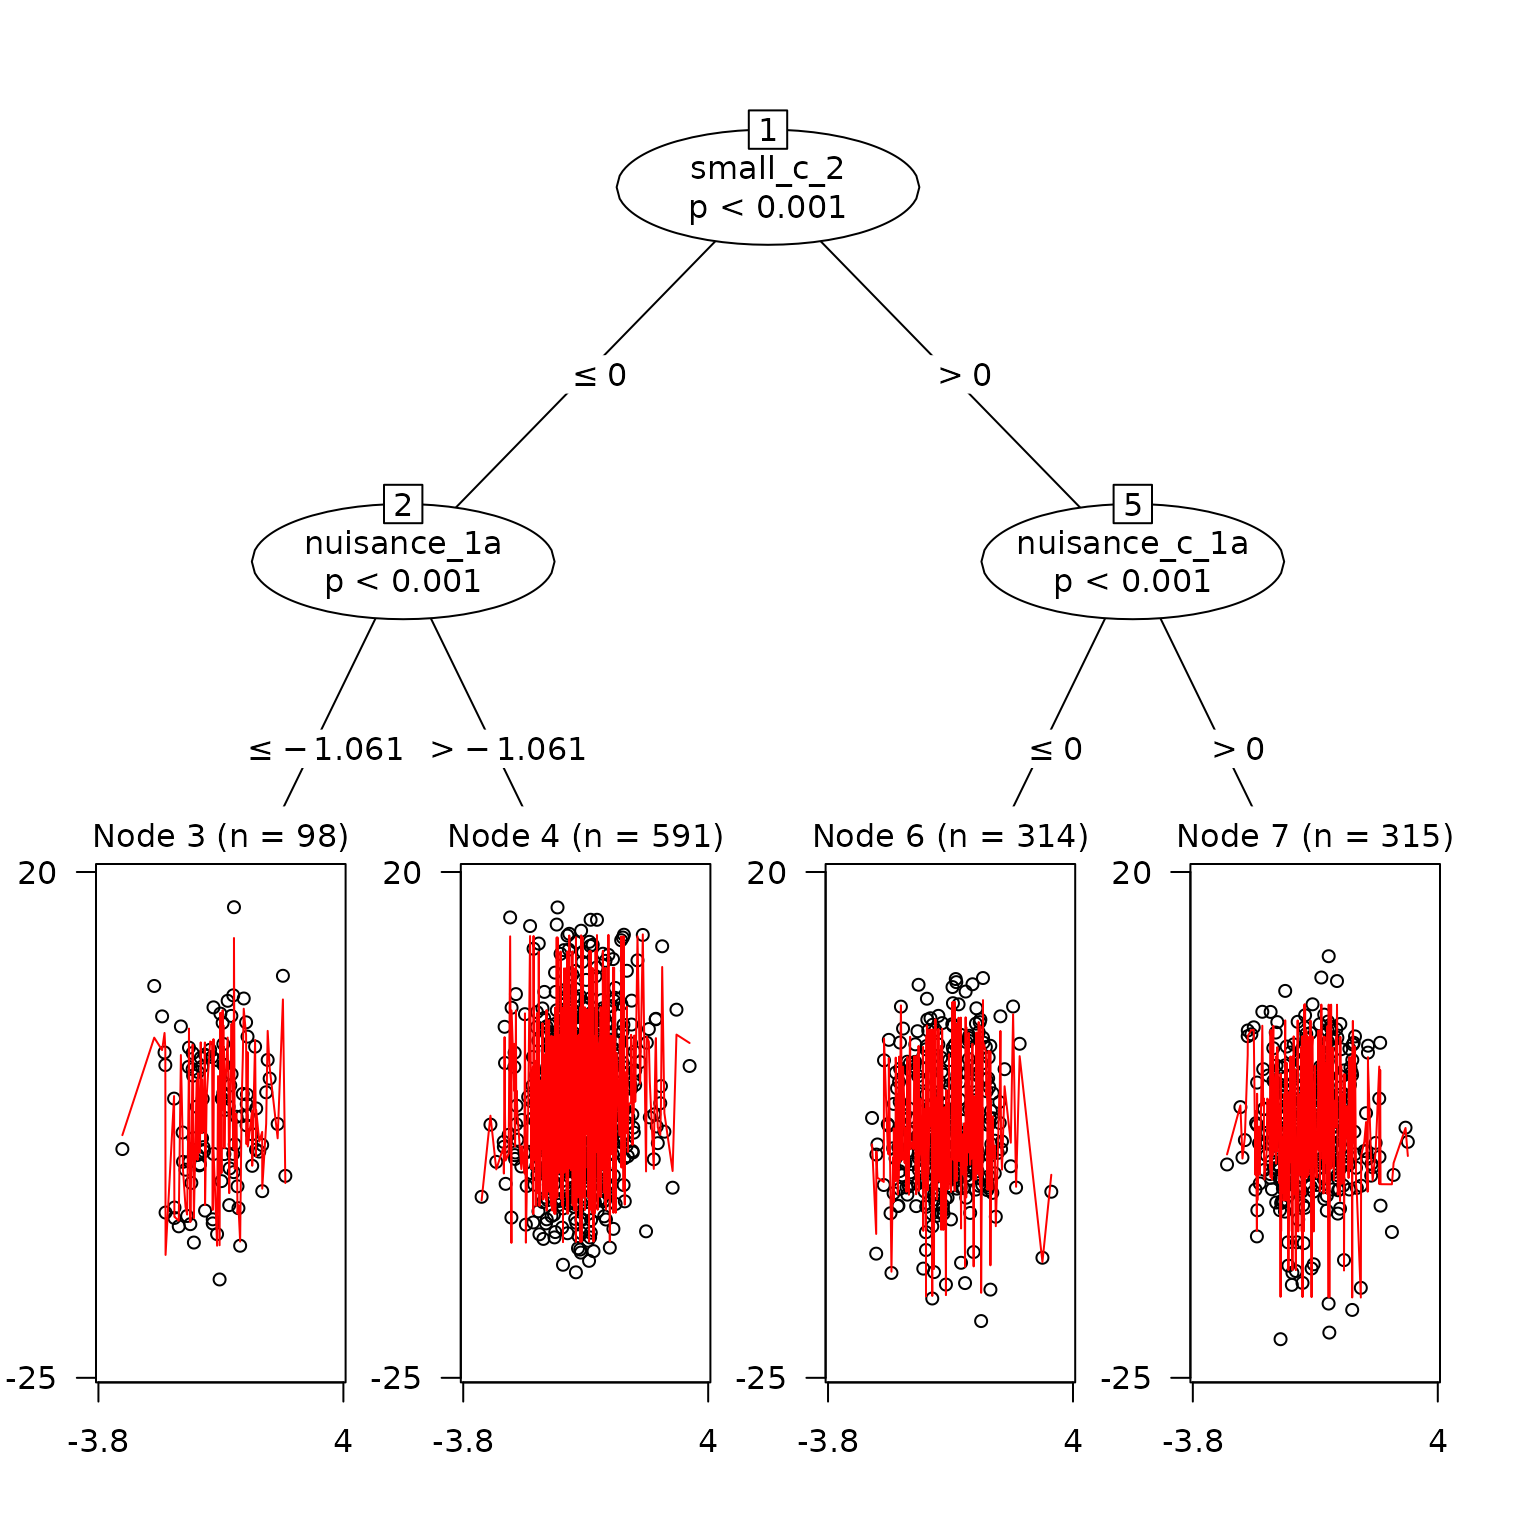 1
small_c_2
p < 0.001
≤ 0
> 0
2
nuisance_1a
p < 0.001
5
nuisance_c_1a
p < 0.001
≤ − 1.061
> − 1.061
≤ 0
> 0
Node 3 (n = 98)
Node 4 (n = 591)
Node 6 (n = 314)
Node 7 (n = 315)
20
20
20
20
-25
-25
-25
-25
-3.8
4
-3.8
4
-3.8
4
-3.8
4